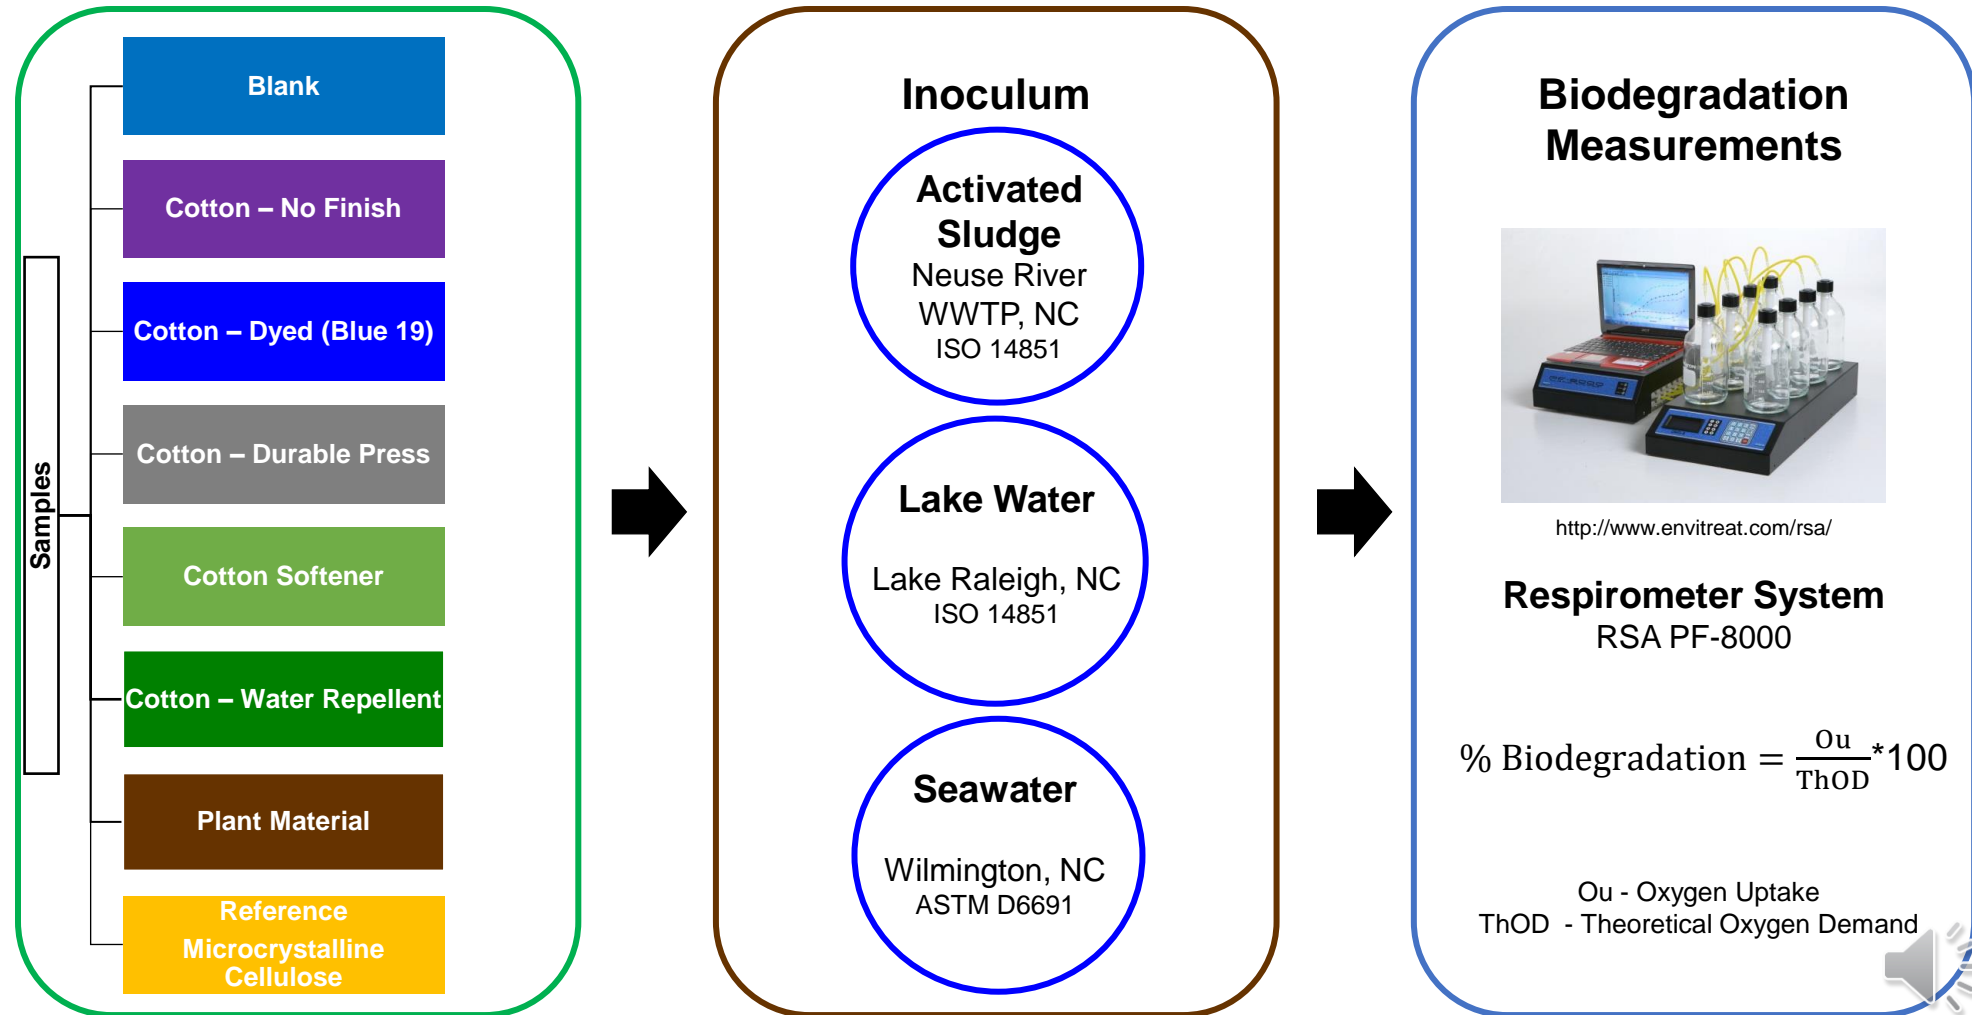 Samples
Blank
Cotton – No Finish
Cotton – Dyed (Blue 19)
Cotton – Durable Press
Cotton Softener
Cotton – Water Repellent
Plant Material
Reference
Microcrystalline
Cellulose
Inoculum
Activated
Sludge
Neuse River
WWTP, NC
ISO 14851
Lake Water
Lake Raleigh, NC
ISO 14851
Seawater
Wilmington, NC
ASTM D6691
Biodegradation
Measurements
http://www.envitreat.com/rsa/
Respirometer System
RSA PF-8000
% Biodegradation = Ou/ThOD *100
Ou - Oxygen Uptake
ThOD - Theoretical Oxygen Demand